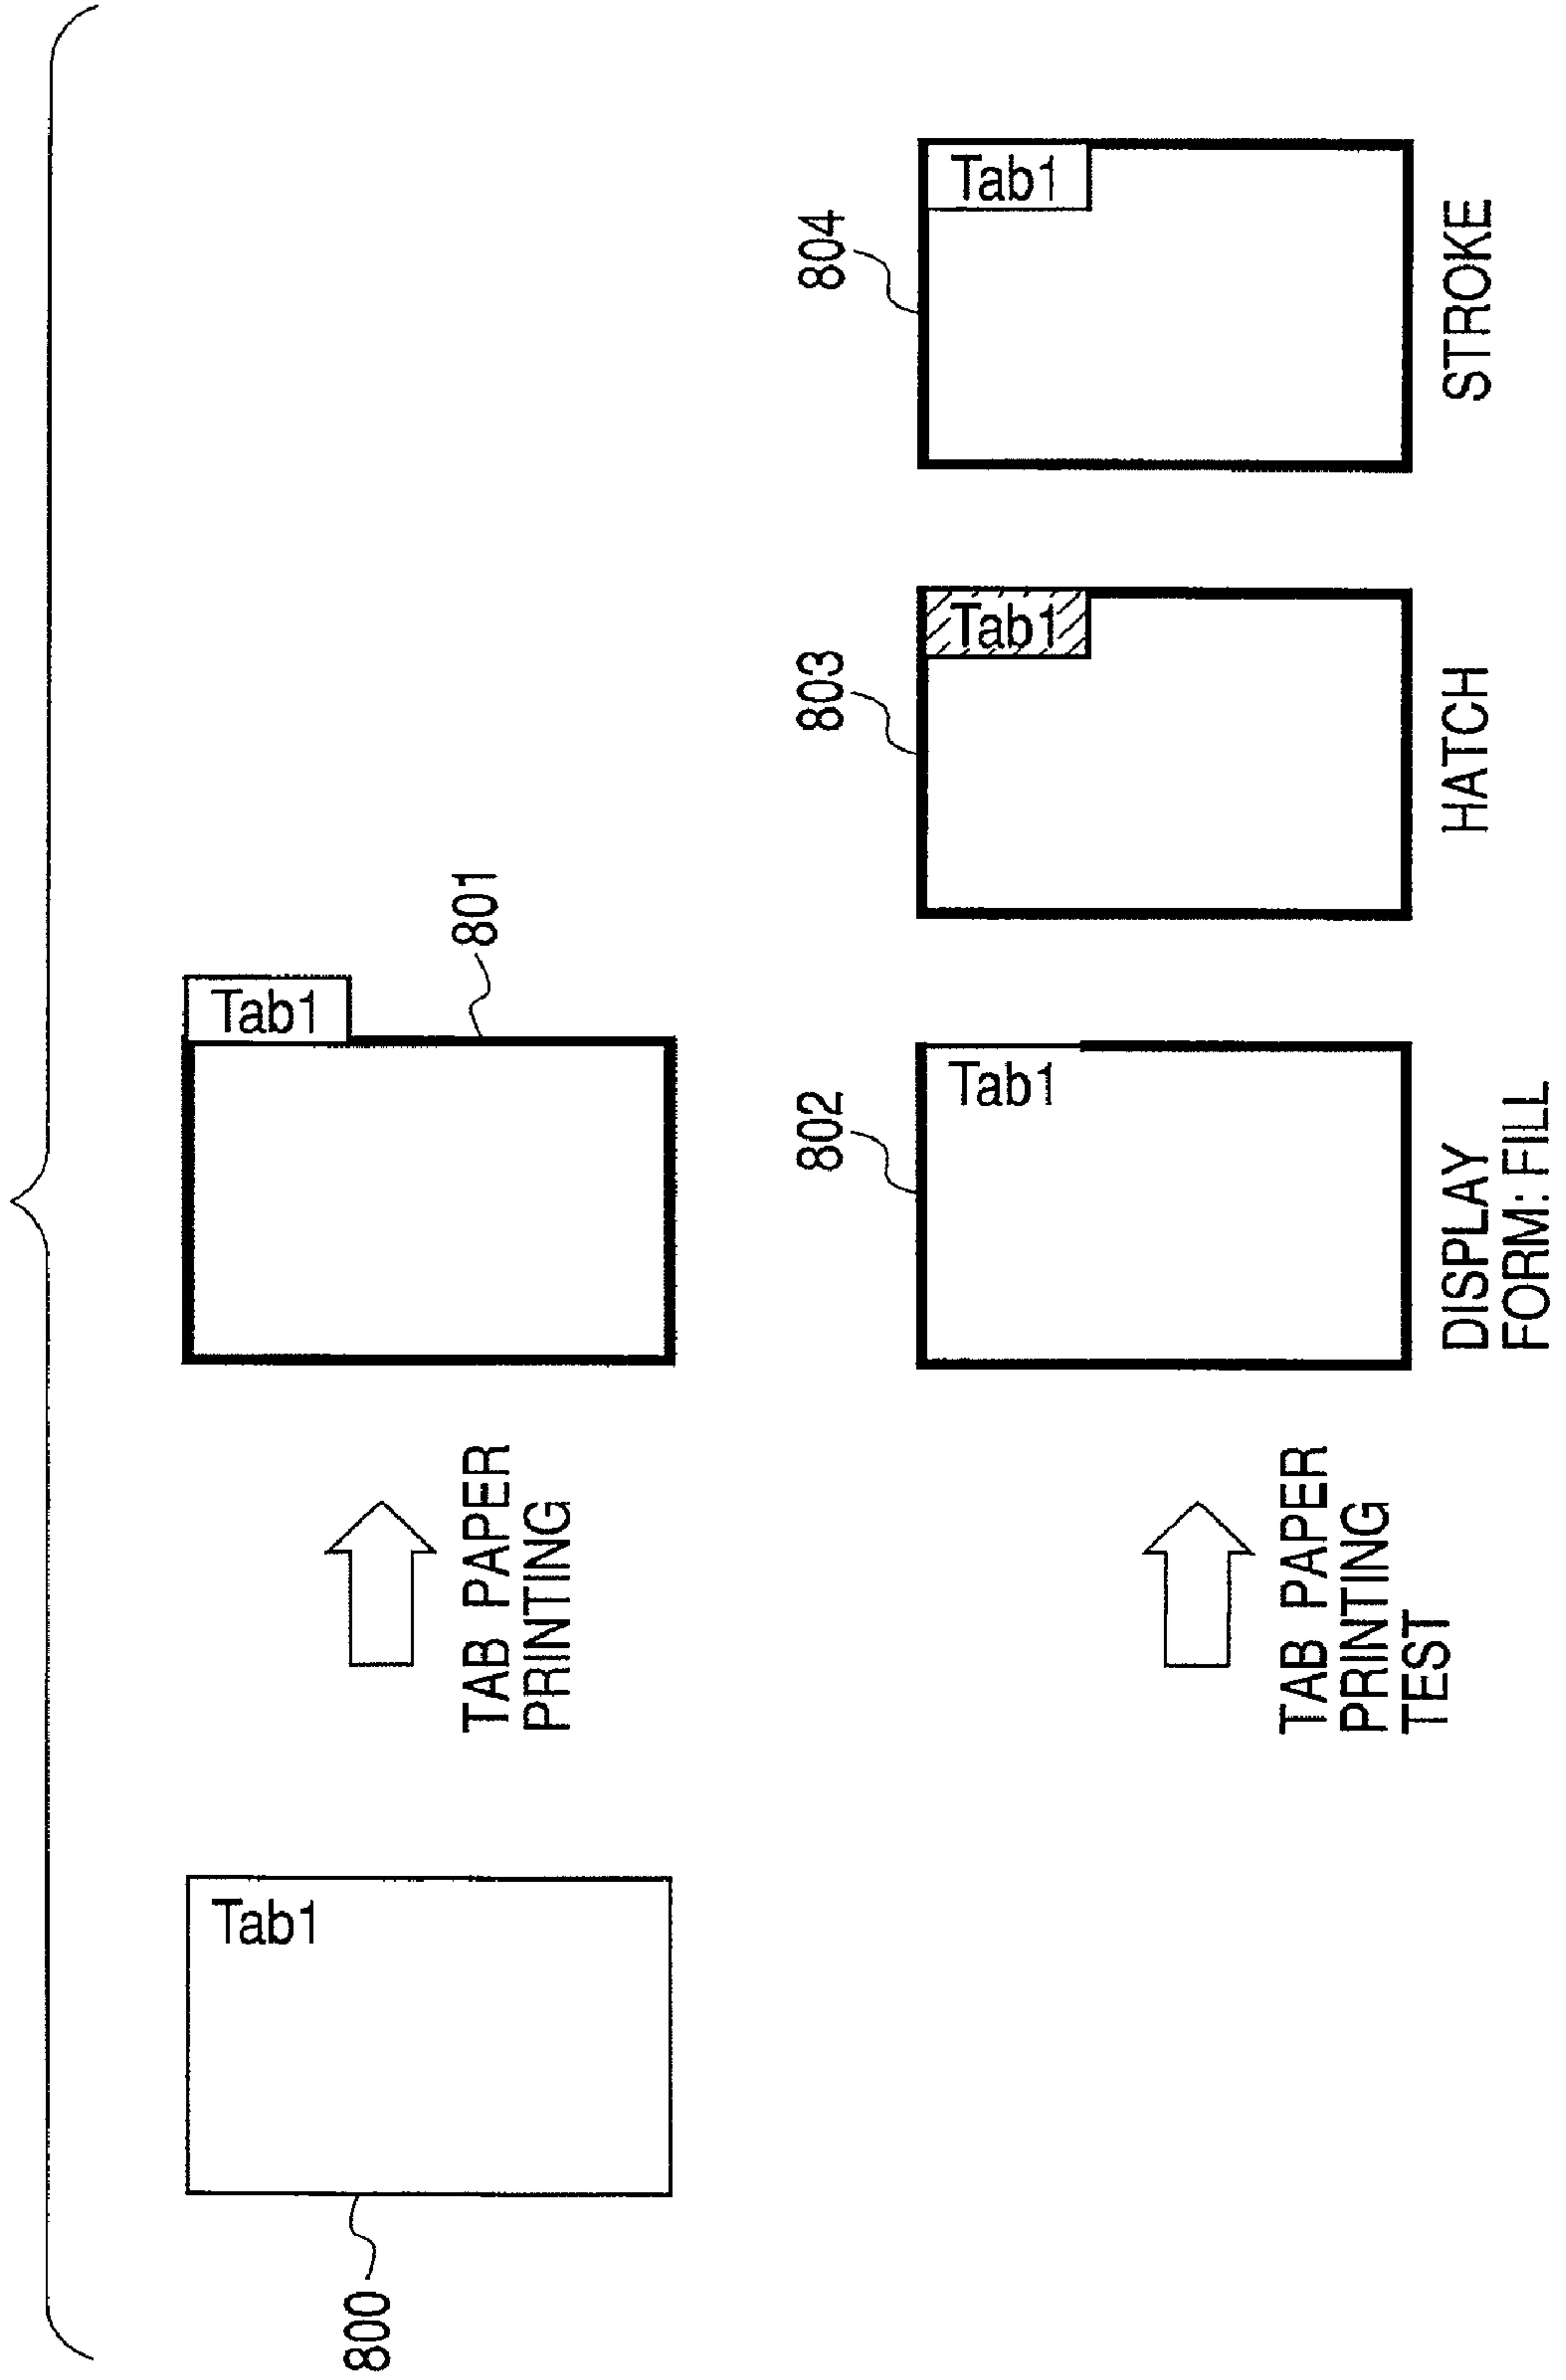 800
Tab1
TAB PAPER
PRINTING
Tab1
801
TAB PAPER
PRINTING
TEST
802
Tab1
DISPLAY
FORM: FILL
803
Tab1
HATCH
804
Tab1
STROKE